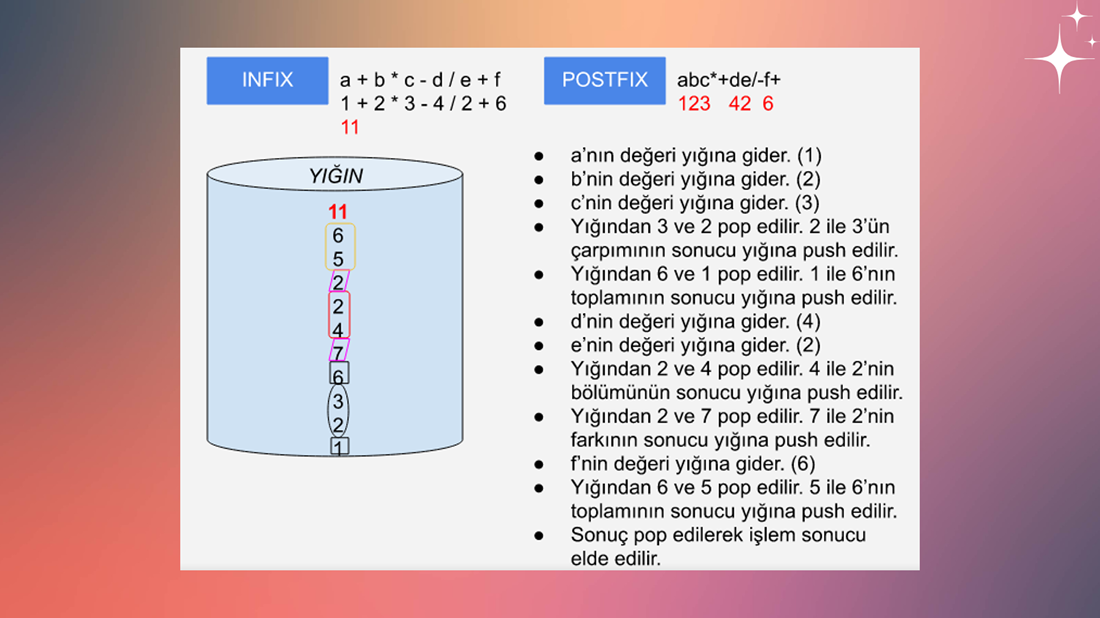 INFIX
a + b * c - d / e + f
1 + 2 * 3 - 4 / 2 + 6
11
POSTFIX
abc*+de/-f+
123 42 6
YIĞIN
11
6
5
2
2
4
7
6
3
2
1
● a’nın değeri yığına gider. (1)
● b’nin değeri yığına gider. (2)
● c’nin değeri yığına gider. (3)
● Yığından 3 ve 2 pop edilir. 2 ile 3’ün
çarpımının sonucu yığına push edilir.
● Yığından 6 ve 1 pop edilir. 1 ile 6’nın
toplamının sonucu yığına push edilir.
● d’nin değeri yığına gider. (4)
● e’nin değeri yığına gider. (2)
● Yığından 2 ve 4 pop edilir. 4 ile 2’nin
bölümünün sonucu yığına push edilir.
● Yığından 2 ve 7 pop edilir. 7 ile 2’nin
farkının sonucu yığına push edilir.
● f’nin değeri yığına gider. (6)
● Yığından 6 ve 5 pop edilir. 5 ile 6’nın
toplamının sonucu yığına push edilir.
● Sonuç pop edilerek işlem sonucu
elde edilir.